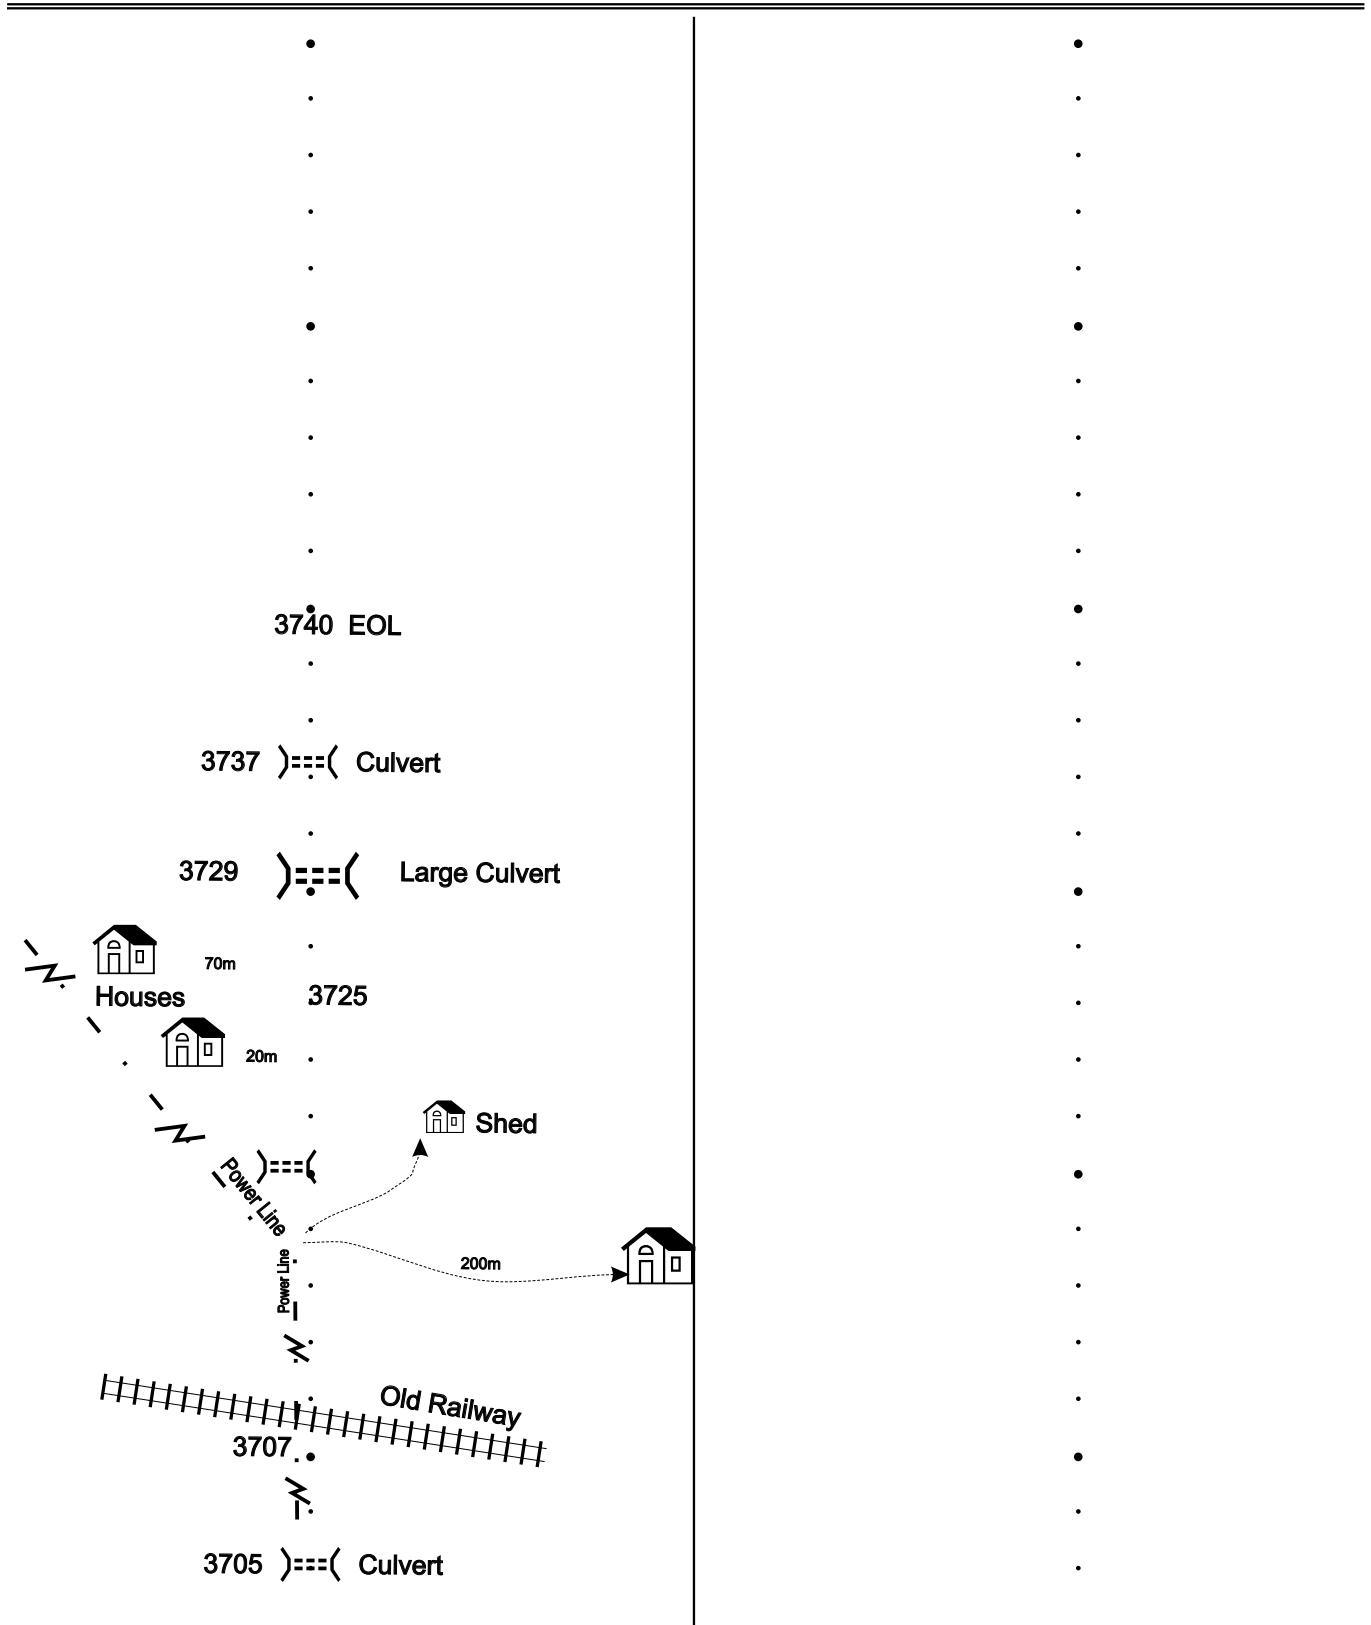 3740 EOL
3737 Culvert
3729 Large Culvert
70m
Houses
3725
20m
Shed
Power Line
Power Line
200m
Old Railway
3707
3705 Culvert